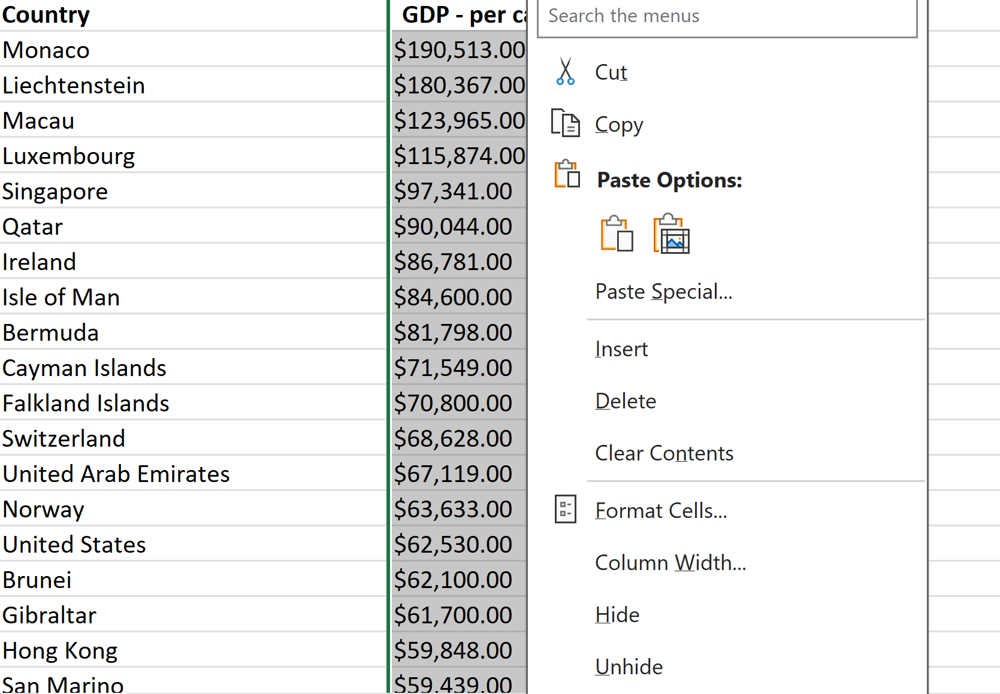 Country
GDP - per ca
Monaco
$190,513.00
Liechtenstein
$180,367.00
Macau
$123,965.00
Luxembourg
$115,874.00
Singapore
$97,341.00
Qatar
$90,044.00
Ireland
$86,781.00
Isle of Man
$84,600.00
Bermuda
$81,798.00
Cayman Islands
$71,549.00
Falkland Islands
$70,800.00
Switzerland
$68,628.00
United Arab Emirates
$67,119.00
Norway
$63,633.00
United States
$62,530.00
Brunei
$62,100.00
Gibraltar
$61,700.00
Hong Kong
$59,848.00
San Marino
$59,439.00
Search the menus
Cut
Copy
Paste Options:
Paste Special...
Insert
Delete
Clear Contents
Format Cells...
Column Width...
Hide
Unhide